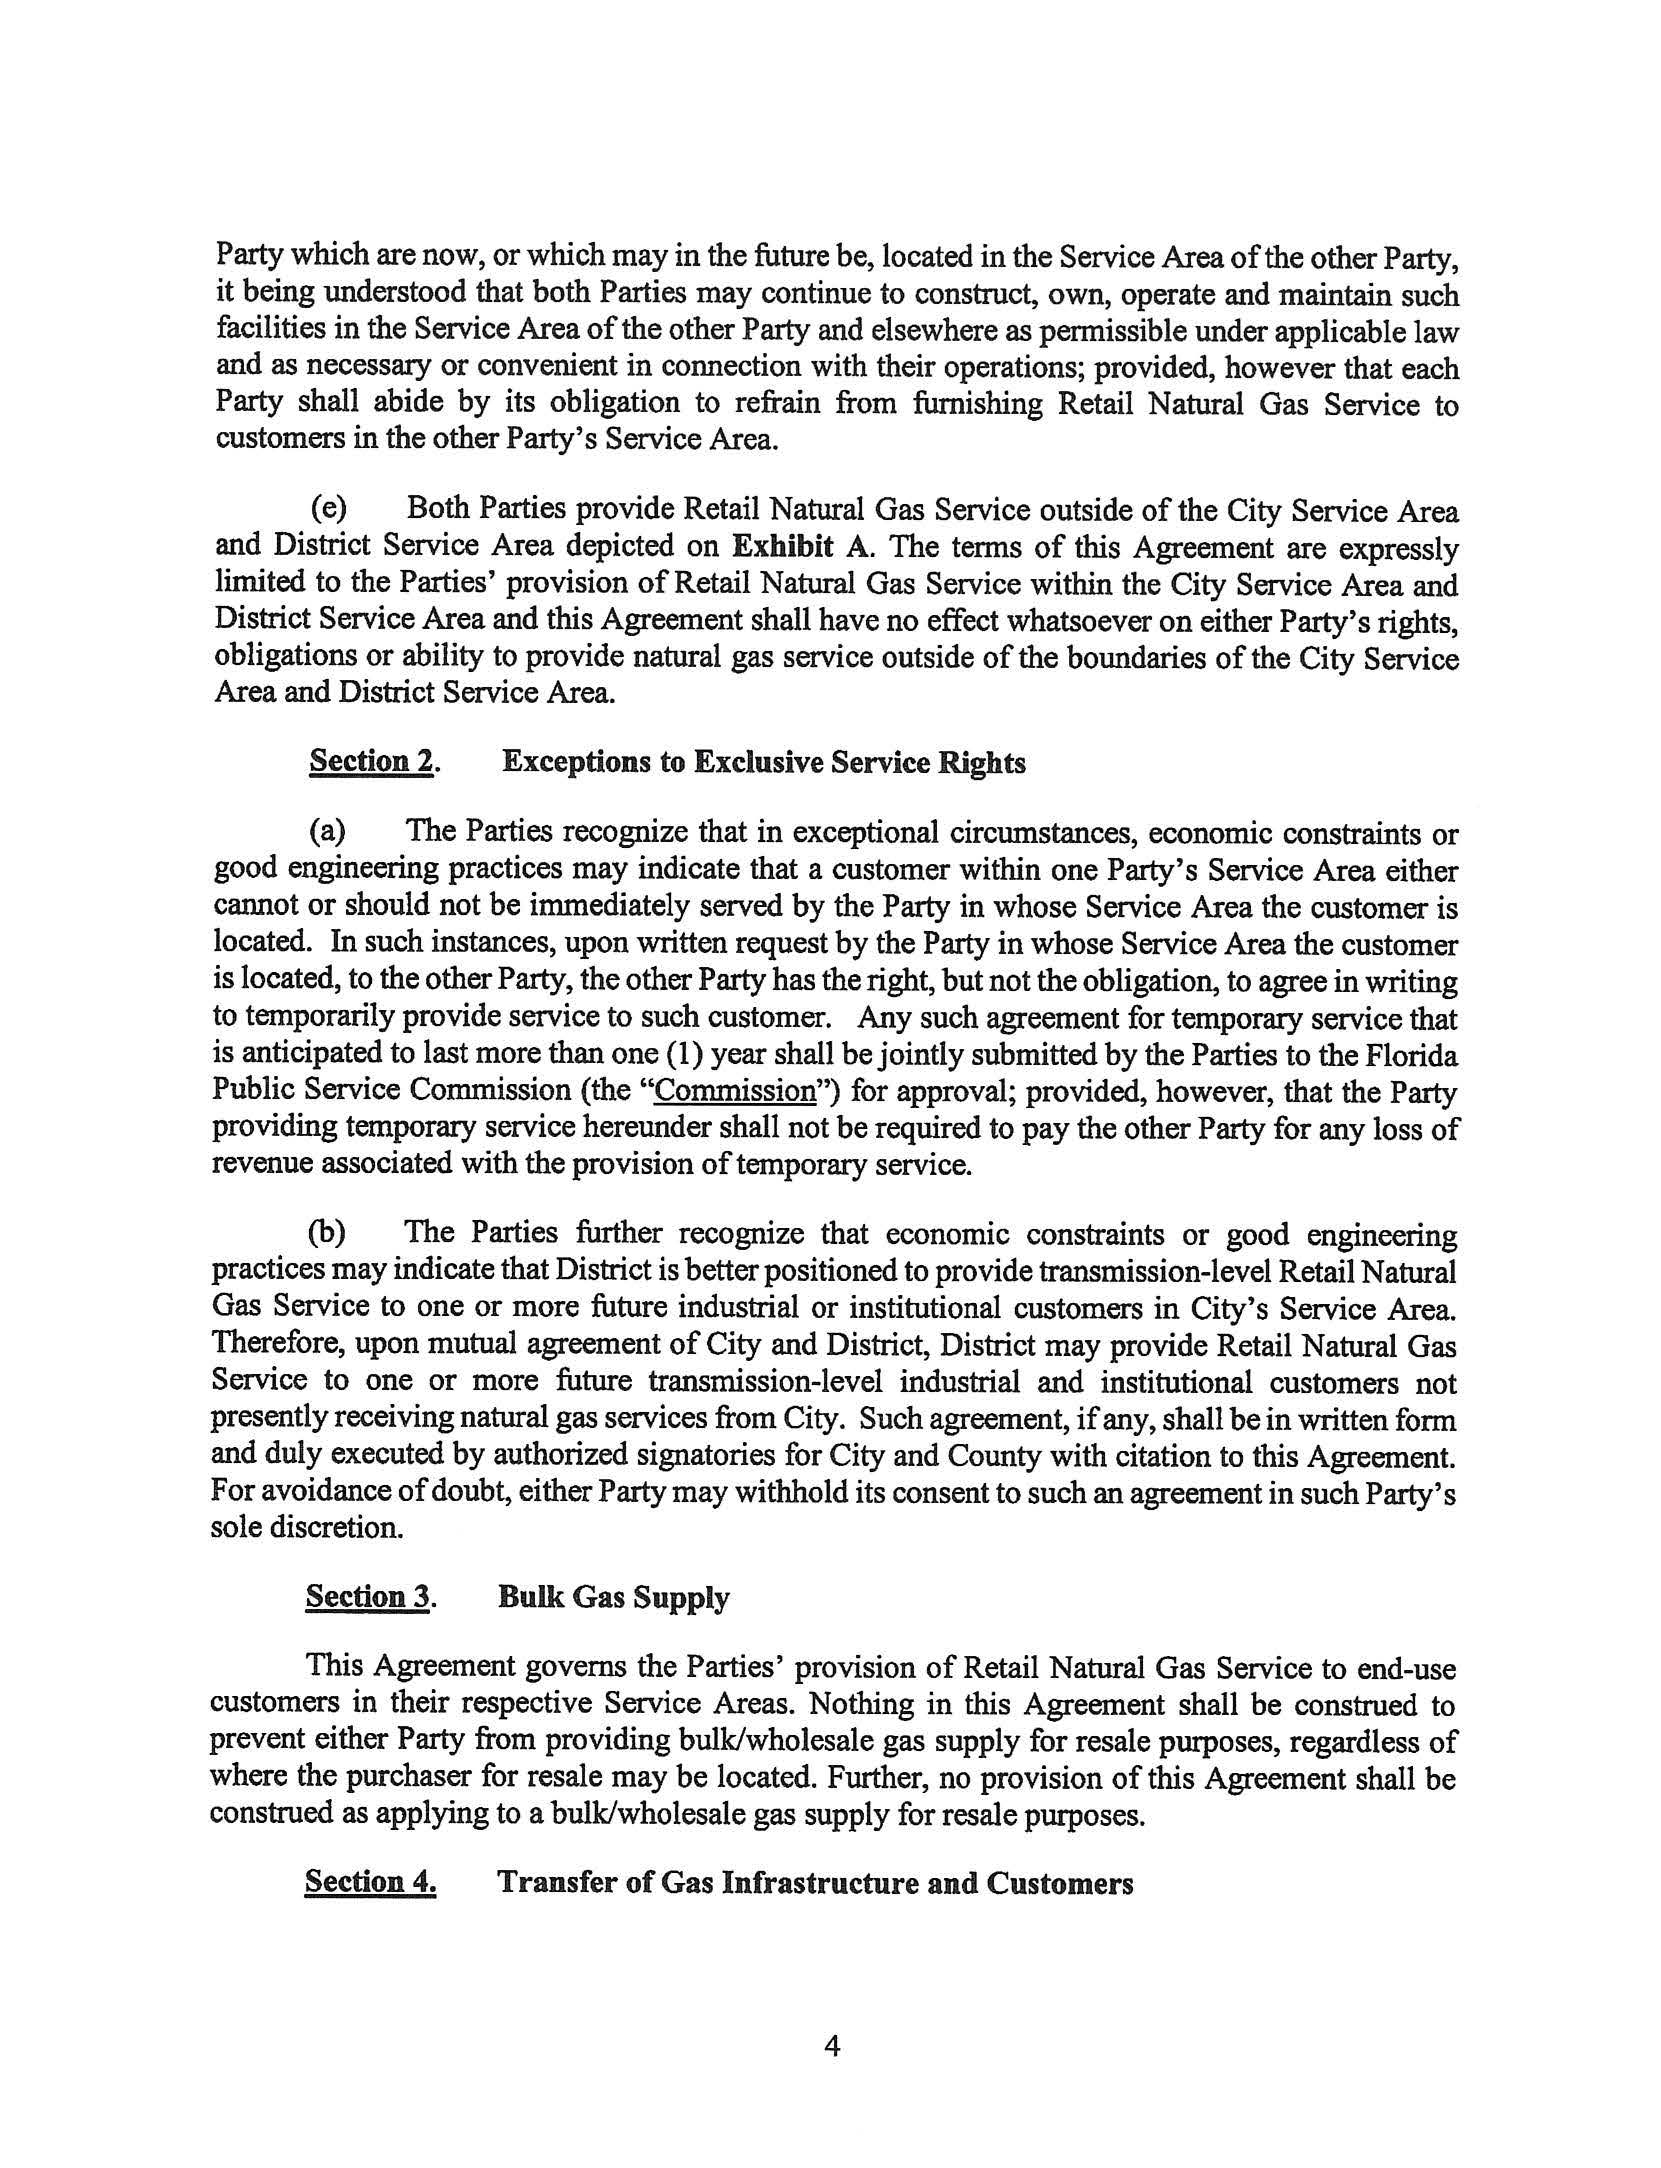 Party which are now, or which may in the future be, located in the Service Area of the other Party,
it being understood that both Parties may continue to construct, own, operate and maintain such
facilities in the Service Area of the other Party and elsewhere as permissible under applicable law
and as necessary or convenient in connection with their operations; provided, however that each
Party shall abide by its obligation to refrain from furnishing Retail Natural Gas Service to
customers in the other Party's Service Area.
(e) Both Parties provide Retail Natural Gas Service outside of the City Service Area
and District Service Area depicted on Exhibit A. The terms of this Agreement are expressly
limited to the Parties' provision of Retail Natural Gas Service within the City Service Area and
District Service Area and this Agreement shall have no effect whatsoever on either Party's rights,
obligations or ability to provide natural gas service outside of the boundaries of the City Service
Area and District Service Area.
Section 2. Exceptions to Exclusive Service Rights
(a) The Parties recognize that in exceptional circumstances, economic constraints or
good engineering practices may indicate that a customer within one Party's Service Area either
cannot or should not be immediately served by the Party in whose Service Area the customer is
located. In such instances, upon written request by the Party in whose Service Area the customer
is located, to the other Party, the other Party has the right, but not the obligation, to agree in writing
to temporarily provide service to such customer. Any such agreement for temporary service that
is anticipated to last more than one (1) year shall be jointly submitted by the Parties to the Florida
Public Service Commission (the “Commission”) for approval; provided, however, that the Party
providing temporary service hereunder shall not be required to pay the other Party for any loss of
revenue associated with the provision of temporary service.
(b) The Parties further recognize that economic constraints or good engineering
practices may indicate that District is better positioned to provide transmission-level Retail Natural
Gas Service to one or more future industrial or institutional customers in City's Service Area.
Therefore, upon mutual agreement of City and District, District may provide Retail Natural Gas
Service to one or more future transmission-level industrial and institutional customers not
presently receiving natural gas services from City. Such agreement, if any, shall be in written form
and duly executed by authorized signatories for City and County with citation to this Agreement.
For avoidance of doubt, either Party may withhold its consent to such an agreement in such Party's
sole discretion.
Section 3. Bulk Gas Supply
This Agreement governs the Parties' provision of Retail Natural Gas Service to end-use
customers in their respective Service Areas. Nothing in this Agreement shall be construed to
prevent either Party from providing bulk/wholesale gas supply for resale purposes, regardless of
where the purchaser for resale may be located. Further, no provision of this Agreement shall be
construed as applying to a bulk/wholesale gas supply for resale purposes.
Section 4. Transfer of Gas Infrastructure and Customers
4